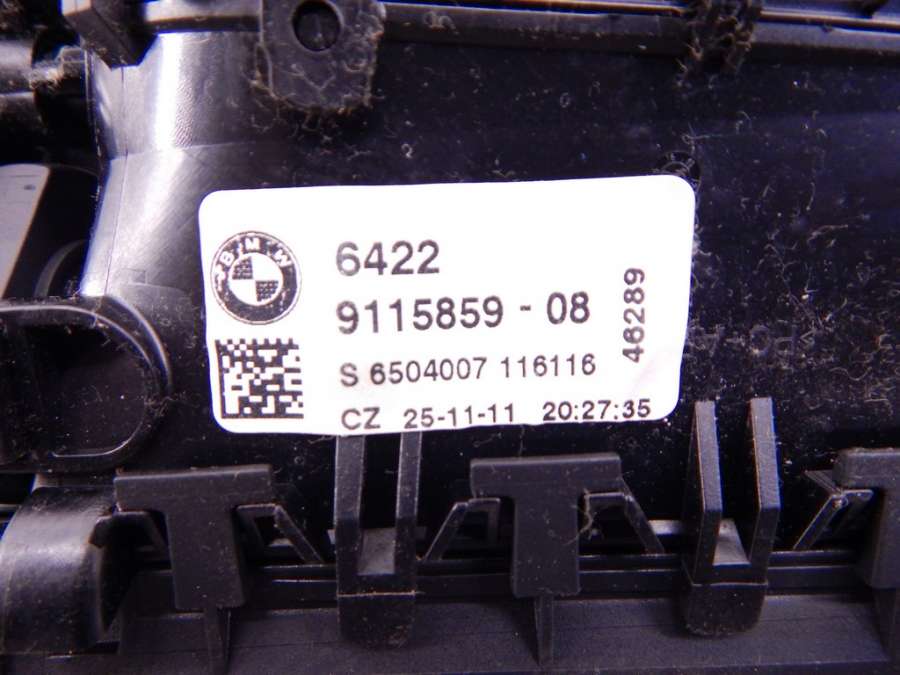 BMW
6422
9115859 - 08
S 6504007 116116
CZ 25-11-11 20:27:35
46289